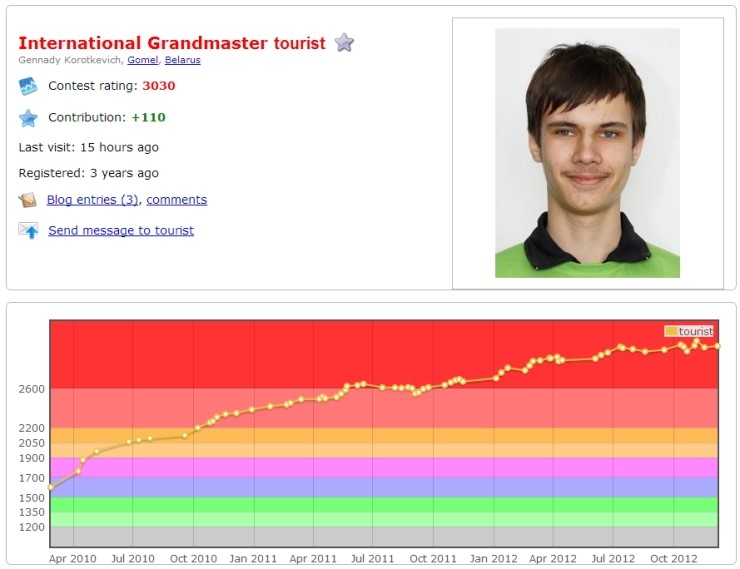 International Grandmaster tourist
Gennady Korotkevich, Gomel, Belarus
Contest rating: 3030
Contribution: +110
Last visit: 15 hours ago
Registered: 3 years ago
Blog entries (3), comments
Send message to tourist
tourist
2600
2200
2050
1900
1700
1500
1350
1200
Apr 2010 Jul 2010 Oct 2010 Jan 2011 Apr 2011 Jul 2011 Oct 2011 Jan 2012 Apr 2012 Jul 2012 Oct 2012